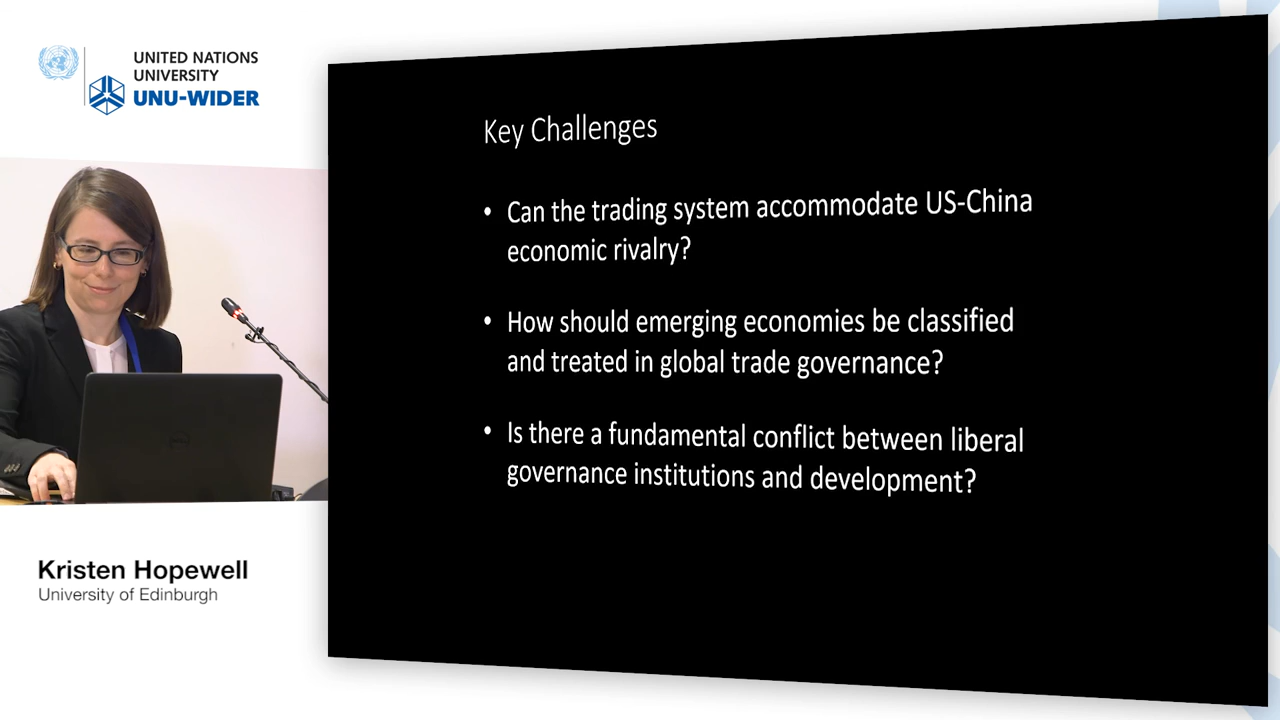 UNITED NATIONS
UNIVERSITY
UNU-WIDER
Key Challenges
• Can the trading system accommodate US-China
economic rivalry?
• How should emerging economies be classified
and treated in global trade governance?
• Is there a fundamental conflict between liberal
governance institutions and development?
Kristen Hopewell
University of Edinburgh